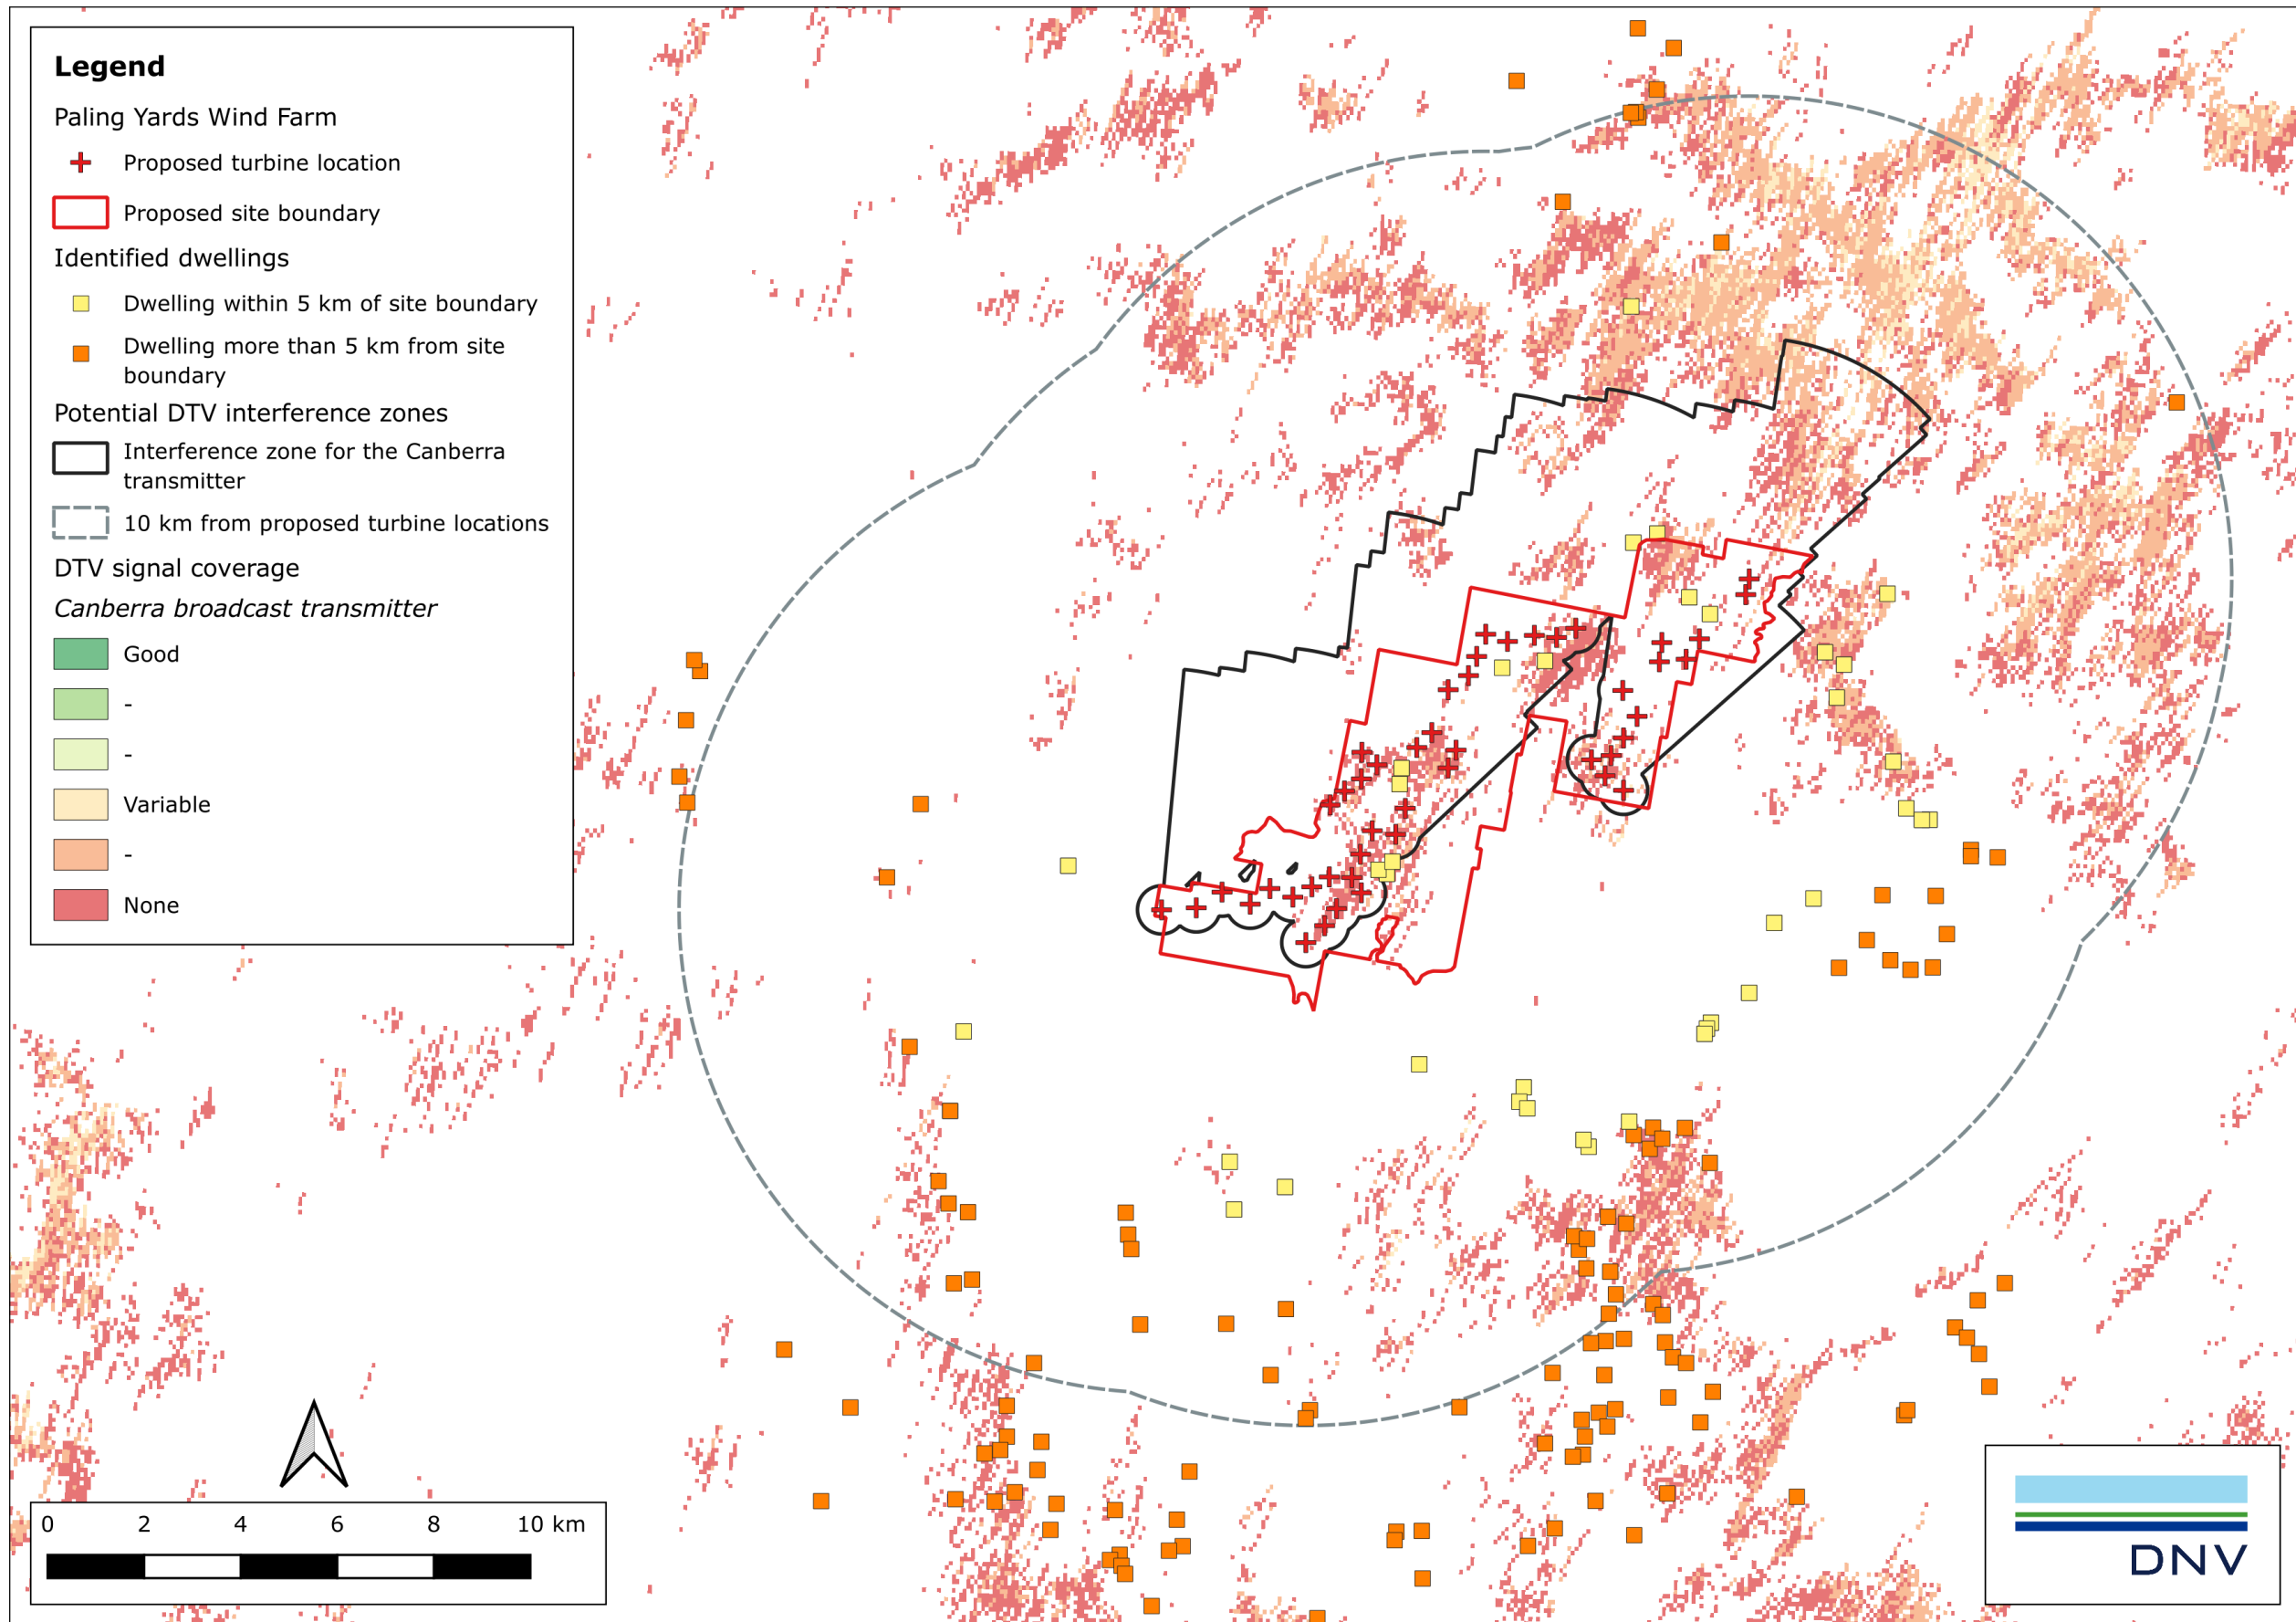 Legend
Paling Yards Wind Farm
Proposed turbine location
Proposed site boundary
Identified dwellings
Dwelling within 5 km of site boundary
Dwelling more than 5 km from site
boundary
Potential DTV interference zones
Interference zone for the Canberra
transmitter
10 km from proposed turbine locations
DTV signal coverage
Canberra broadcast transmitter
Good
-
-
Variable
-
None
0 2 4 6 8 10 km
DNV